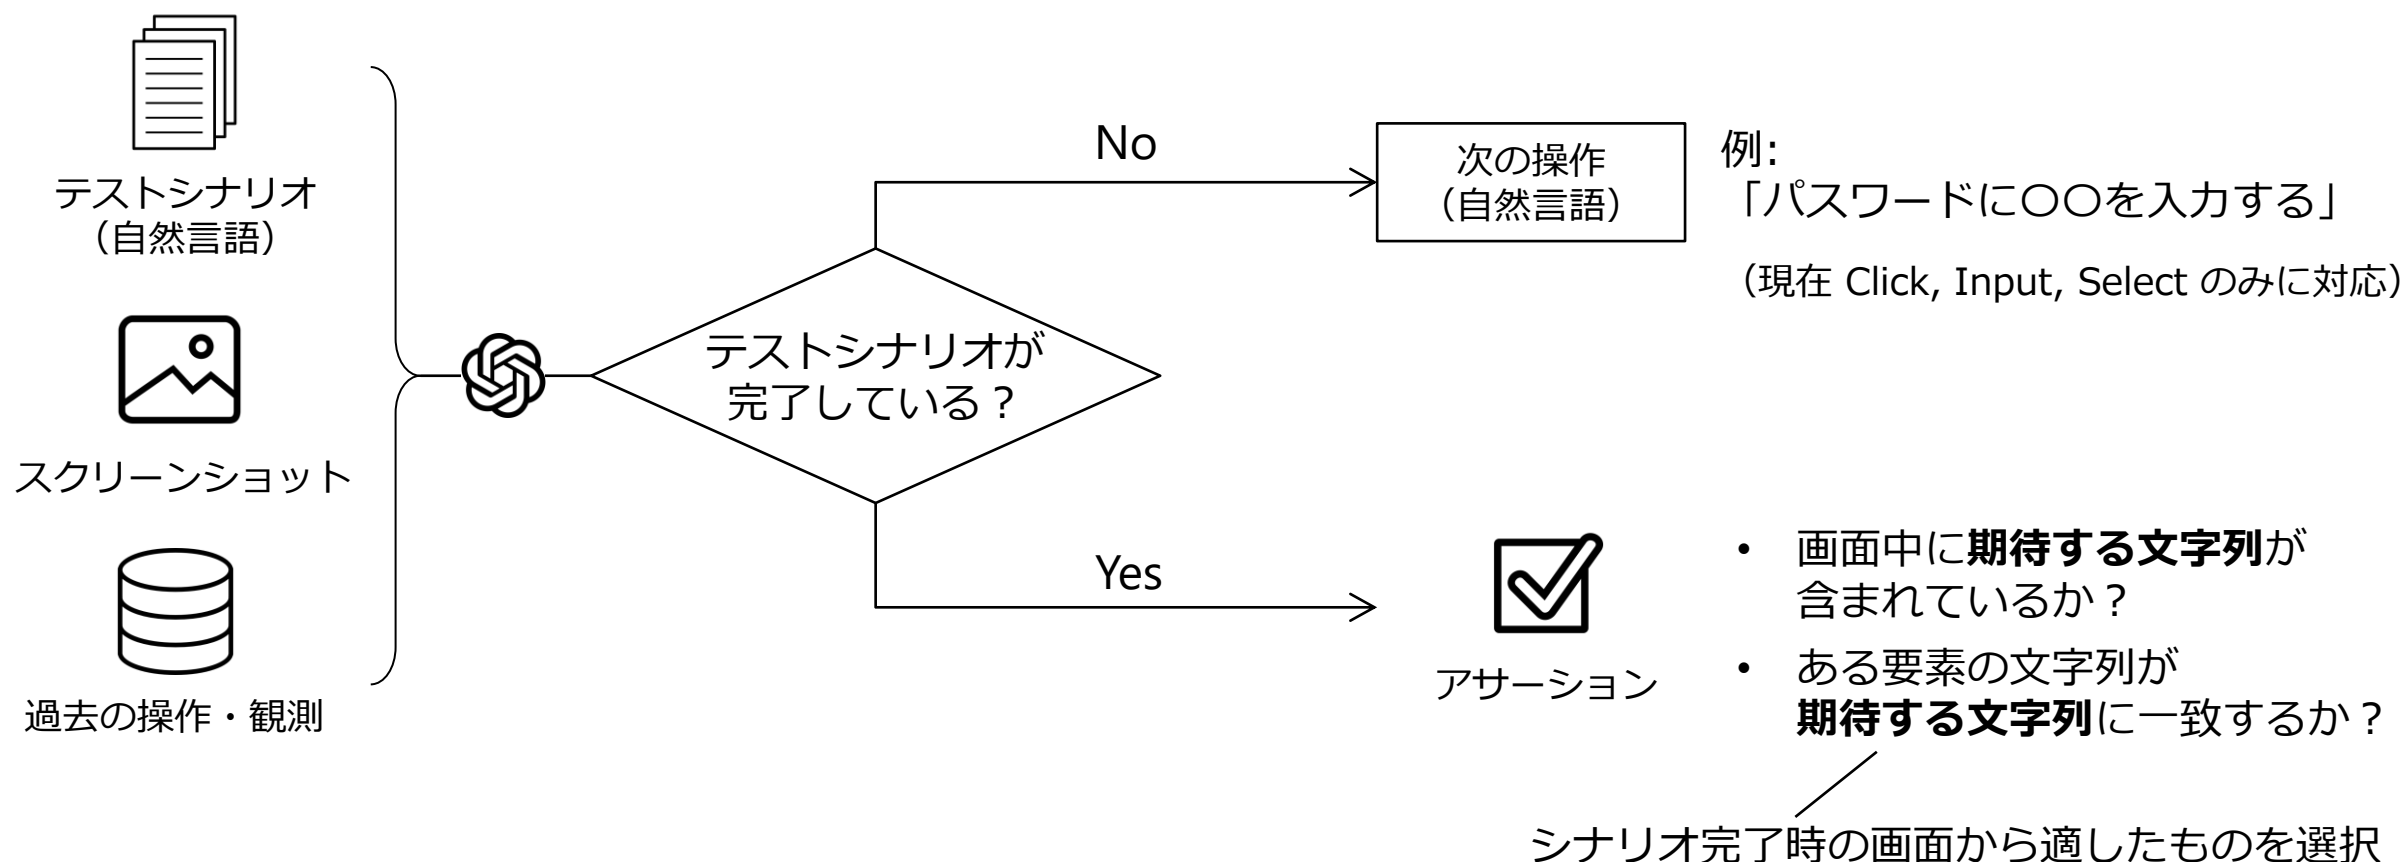 テストシナリオ
（自然言語）
スクリーンショット
過去の操作・観測
テストシナリオが
完了している？
No
次の操作
（自然言語）
例:
「パスワードに〇〇を入力する」
（現在 Click, Input, Select のみに対応）
Yes
アサーション
• 画面中に期待する文字列が
含まれているか？
• ある要素の文字列が
期待する文字列に一致するか？
シナリオ完了時の画面から適したものを選択